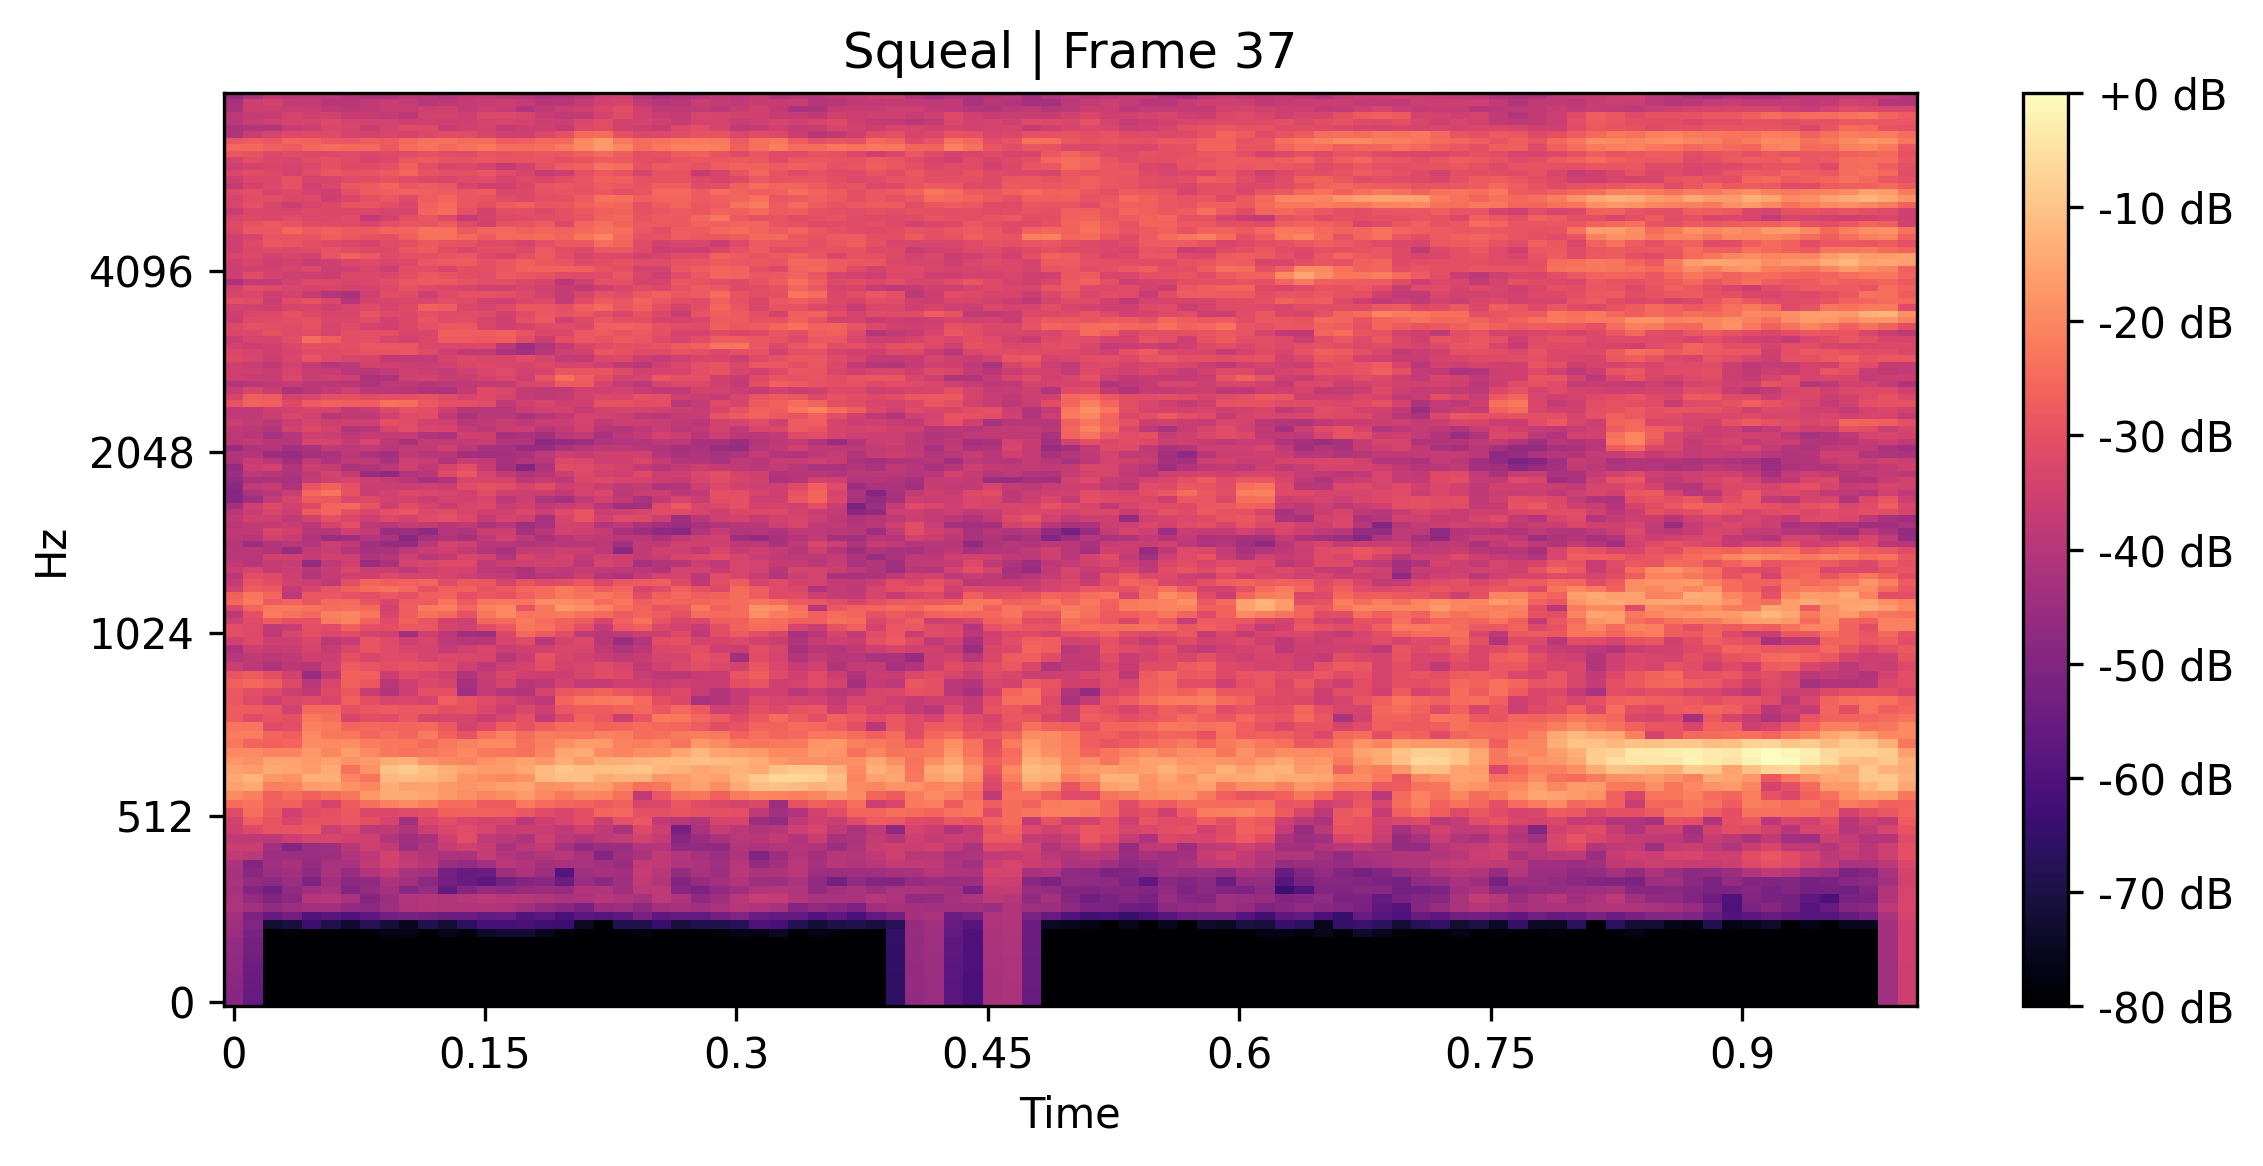 Squeal | Frame 37
Hz
4096
2048
1024
512
0
0 0.15 0.3 0.45 0.6 0.75 0.9
Time
+0 dB
-10 dB
-20 dB
-30 dB
-40 dB
-50 dB
-60 dB
-70 dB
-80 dB